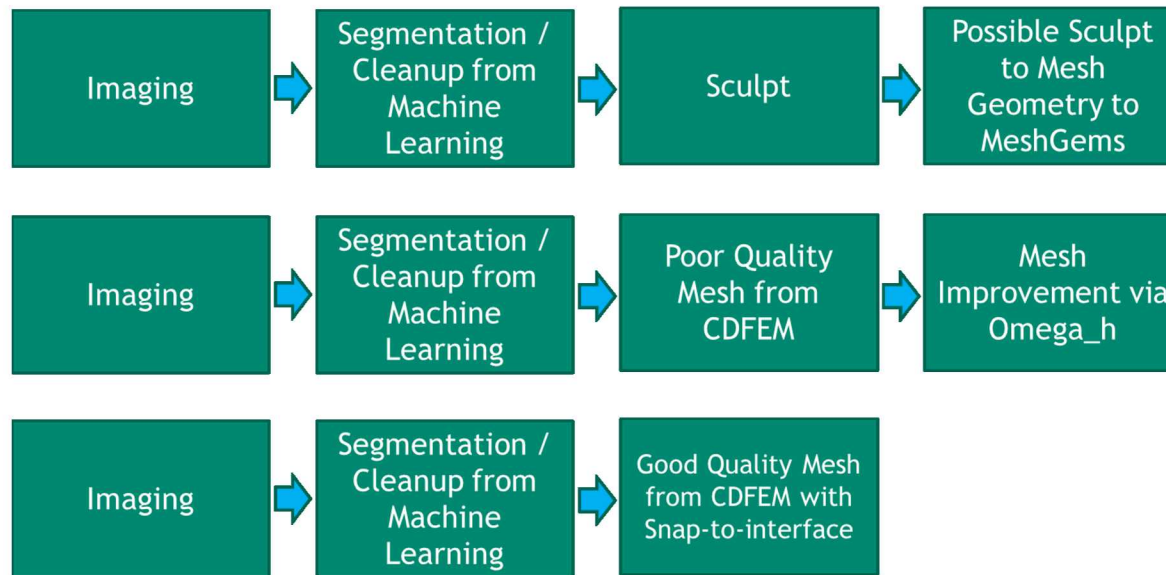 Imaging
Segmentation /
Cleanup from
Machine
Learning
Sculpt
Possible Sculpt
to Mesh
Geometry to
MeshGems
Imaging
Segmentation /
Cleanup from
Machine
Learning
Poor Quality
Mesh from
CDFEM
Mesh
Improvement via
Omega_h
Imaging
Segmentation /
Cleanup from
Machine
Learning
Good Quality Mesh
from CDFEM with
Snap-to-interface